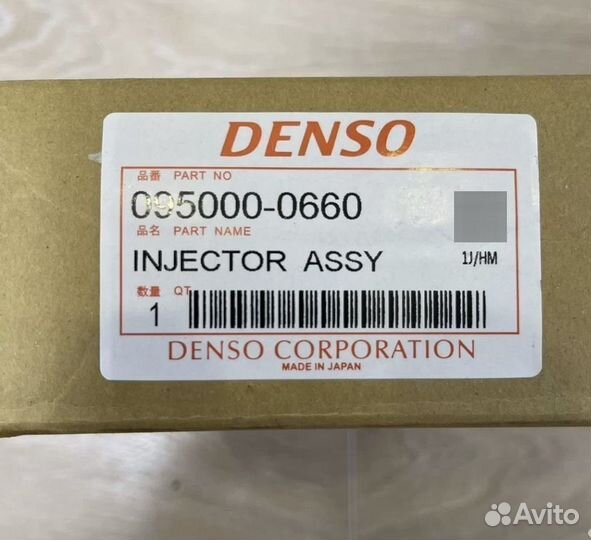 DENSO
品番 PART NO
095000-0660
品名 PART NAME
INJECTOR ASSY 1J/HM
数量 QT
1
DENSO CORPORATION
MADE IN JAPAN
Avito